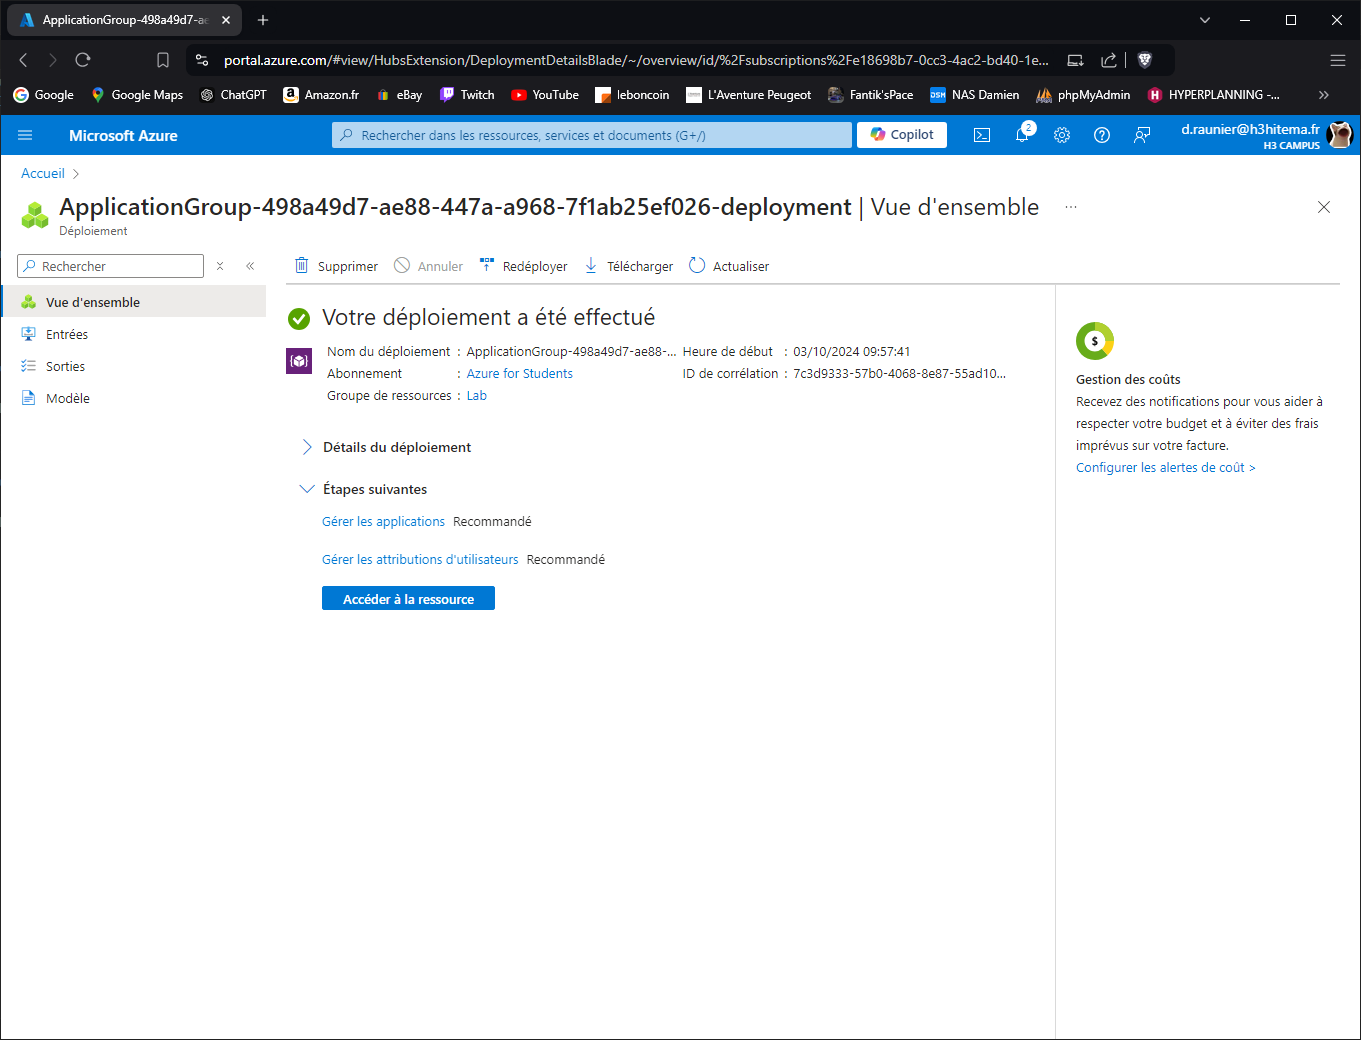 ApplicationGroup-498a49d7-ae
portal.azure.com/#view/HubsExtension/DeploymentDetailsBlade/~/overview/id/%2Fsubscriptions%2Fe18698b7-0cc3-4ac2-bd40-1e...
Google Google Maps ChatGPT Amazon.fr eBay Twitch YouTube leboncoin L'Aventure Peugeot Fantik'sPace DSM NAS Damien phpMyAdmin HYPERPLANNING -...
Microsoft Azure
Rechercher dans les ressources, services et documents (G+/)
Copilot
2
d.raunier@h3hitema.fr
H3 CAMPUS
Accueil
ApplicationGroup-498a49d7-ae88-447a-a968-7f1ab25ef026-deployment | Vue d'ensemble ...
Déploiement
Rechercher
Vue d'ensemble
Entrées
Sorties
Modèle
Supprimer Annuler Redéployer Télécharger Actualiser
Votre déploiement a été effectué
Nom du déploiement : ApplicationGroup-498a49d7-ae88-...
Abonnement : Azure for Students
Groupe de ressources : Lab
Heure de début : 03/10/2024 09:57:41
ID de corrélation : 7c3d9333-57b0-4068-8e87-55ad10...
Détails du déploiement
Étapes suivantes
Gérer les applications Recommandé
Gérer les attributions d'utilisateurs Recommandé
Accéder à la ressource
$
Gestion des coûts
Recevez des notifications pour vous aider à
respecter votre budget et à éviter des frais
imprévus sur votre facture.
Configurer les alertes de coût >